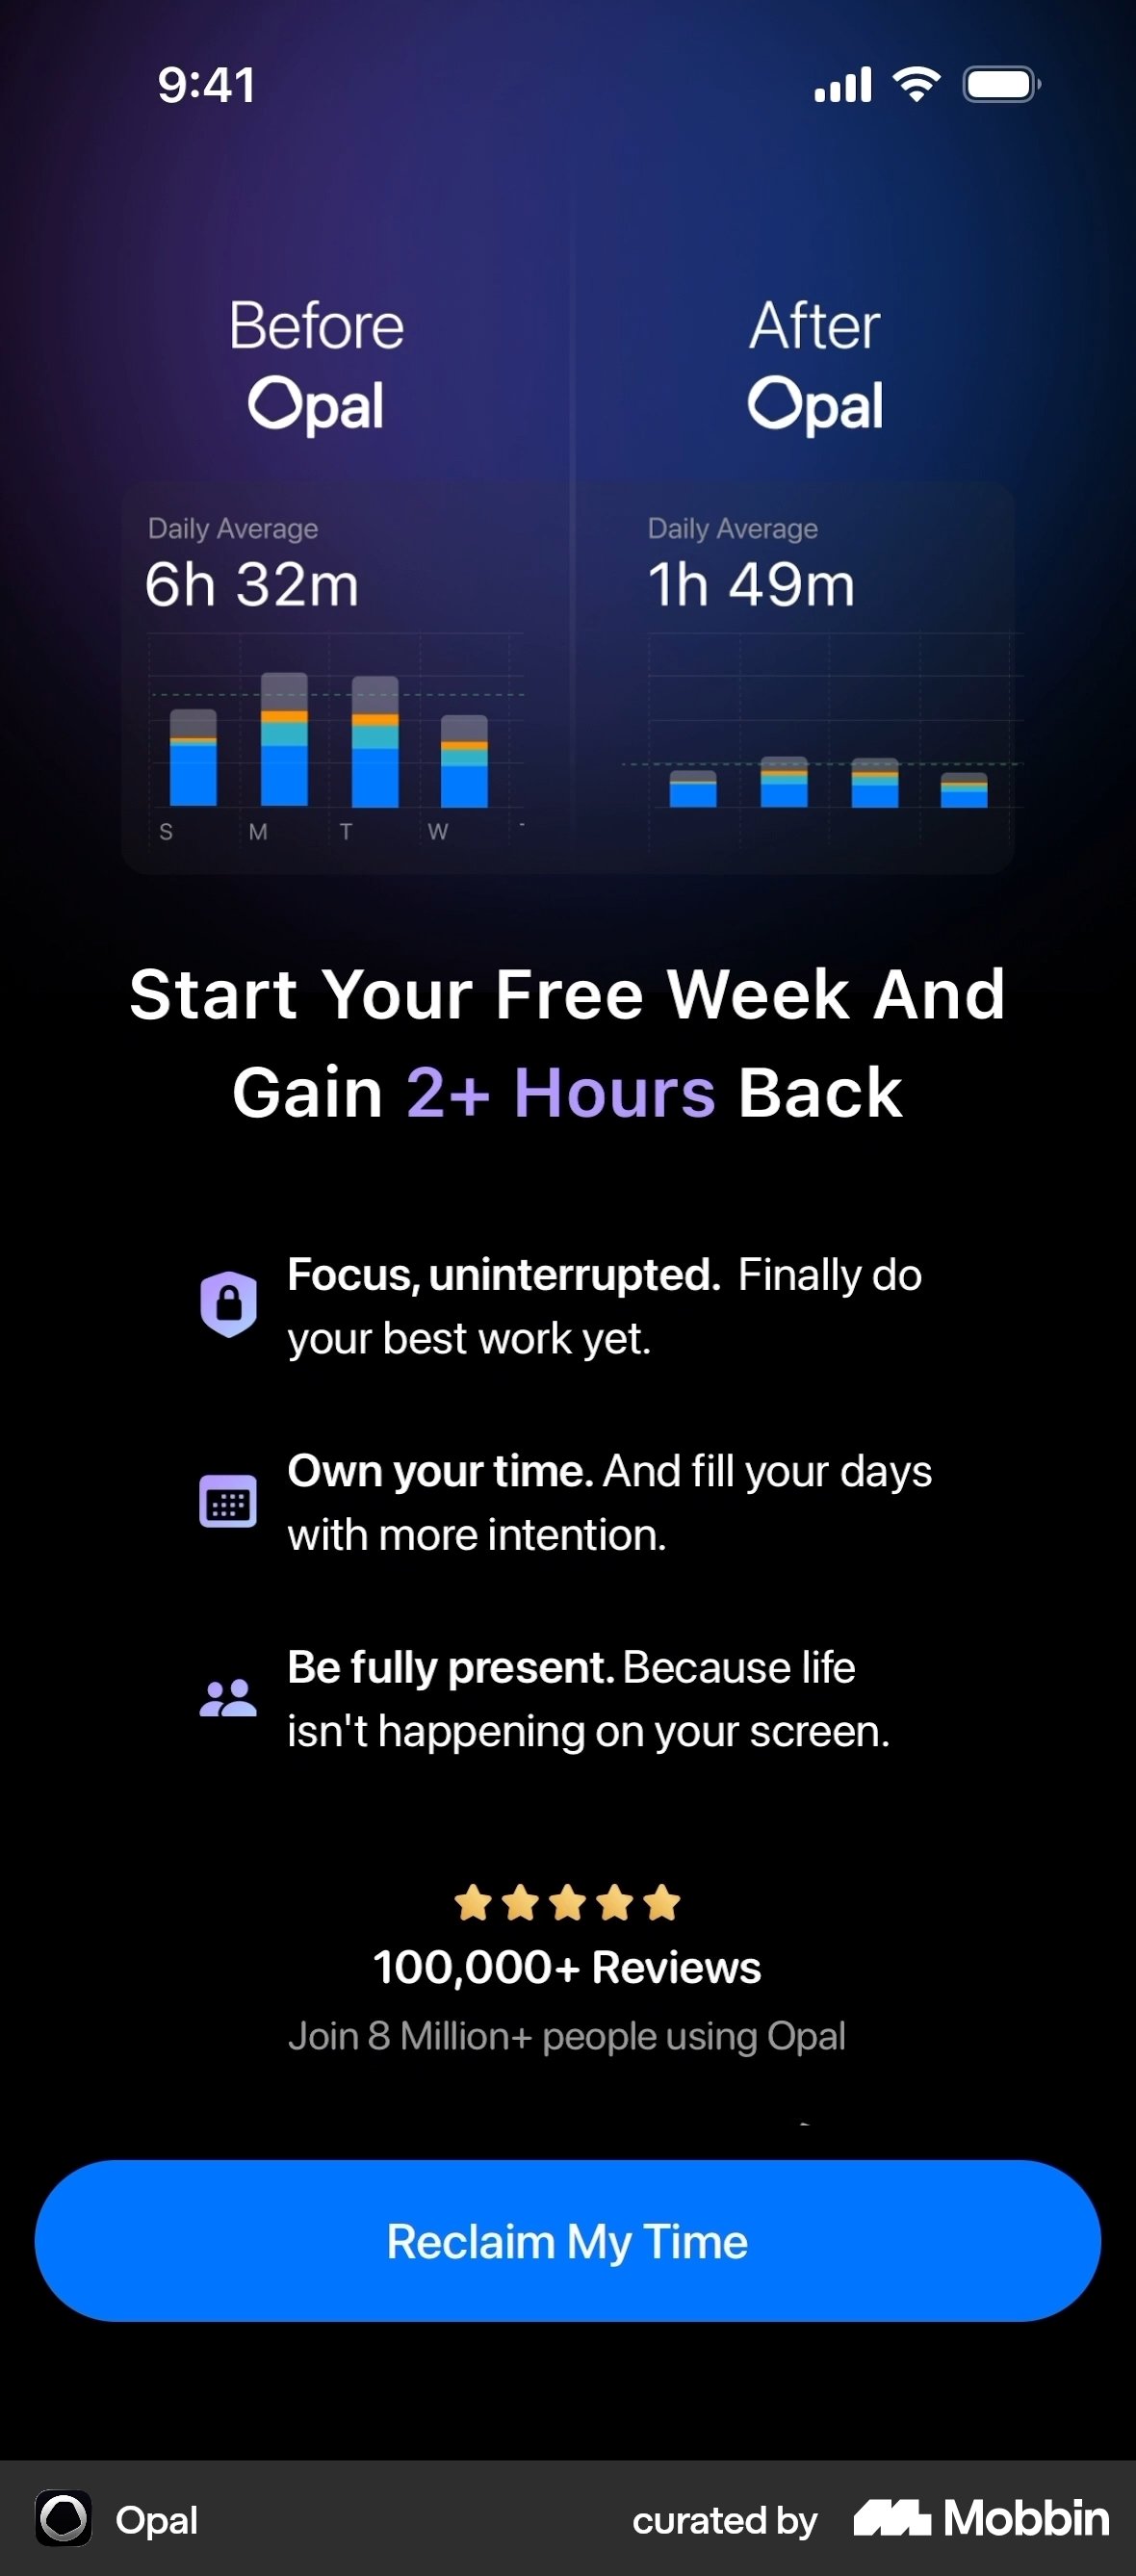 9:41
Before
Opal
After
Opal
Daily Average
6h 32m
Daily Average
1h 49m
S M T W
Start Your Free Week And
Gain 2+ Hours Back
Focus, uninterrupted. Finally do
your best work yet.
Own your time. And fill your days
with more intention.
Be fully present. Because life
isn't happening on your screen.
100,000+ Reviews
Join 8 Million+ people using Opal
Reclaim My Time
Opal
curated by Mobbin